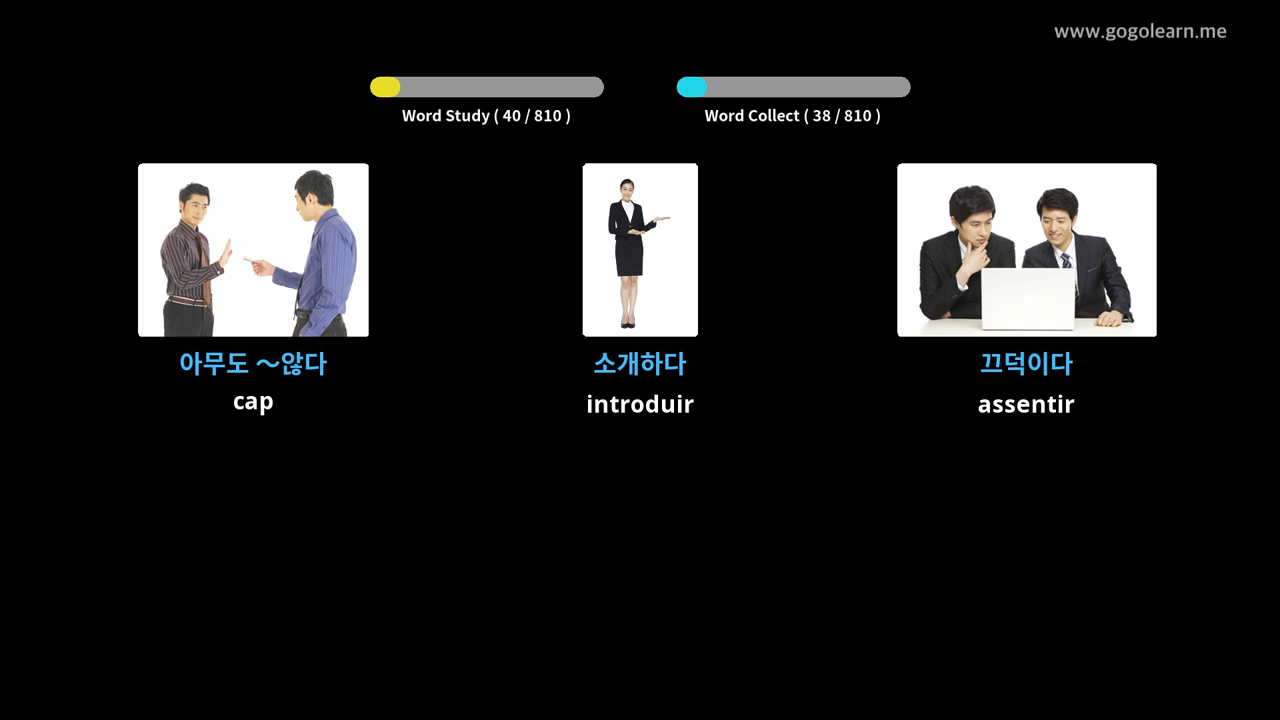 www.gogolearn.me
Word Study ( 40 / 810 )
Word Collect ( 38 / 810 )
아무도 ～않다
소개하다
끄덕이다
cap
introduir
assentir